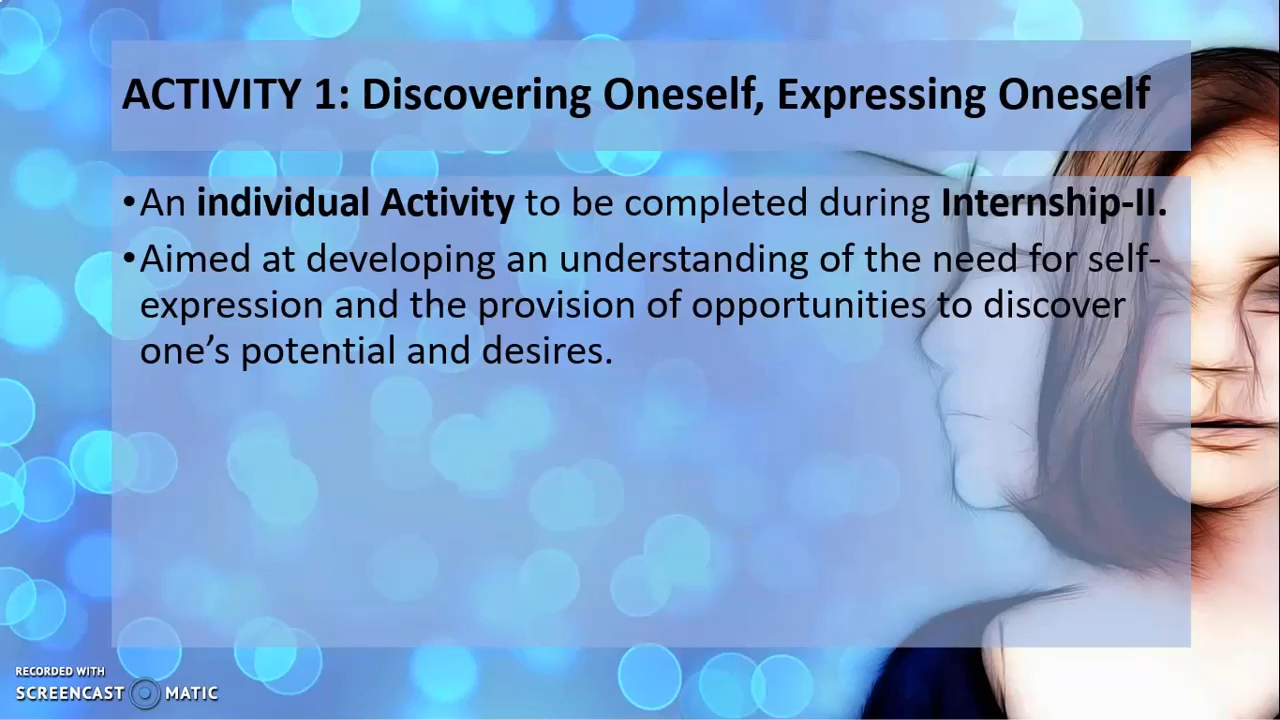 ACTIVITY 1: Discovering Oneself, Expressing Oneself
•An individual Activity to be completed during Internship-II.
•Aimed at developing an understanding of the need for self-
expression and the provision of opportunities to discover
one’s potential and desires.
RECORDED WITH
SCREENCAST MATIC